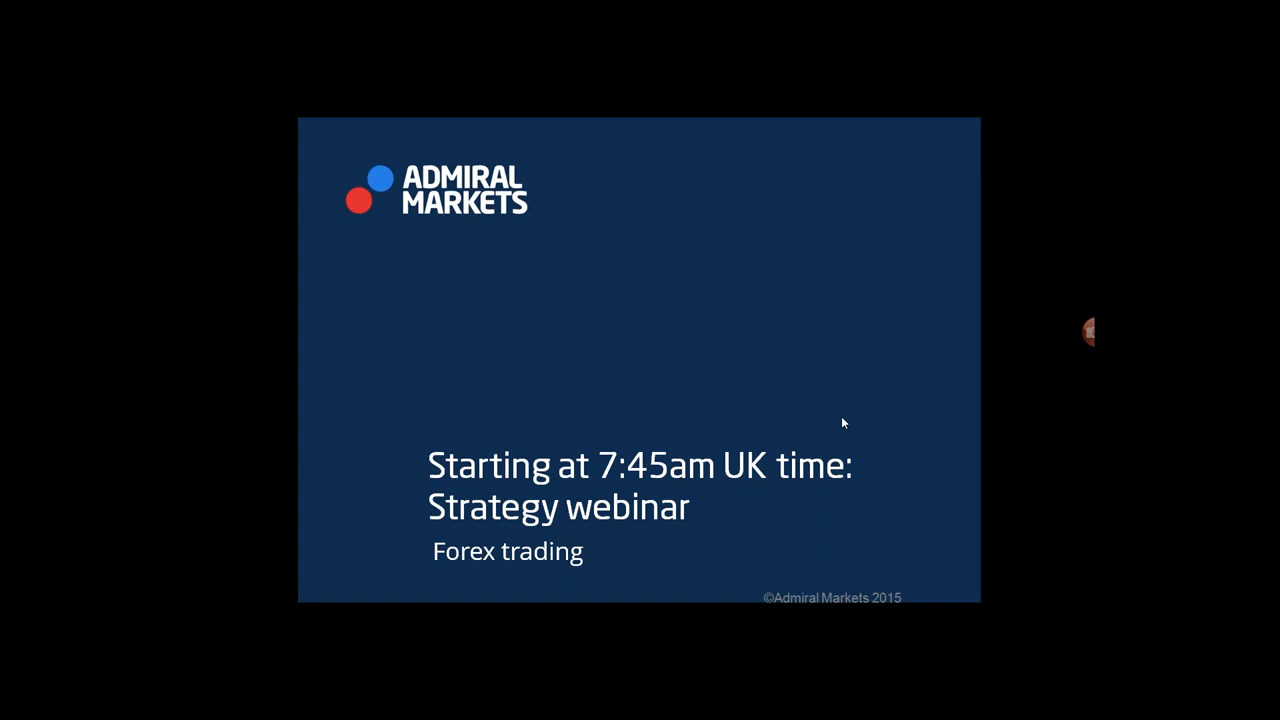 ADMIRAL
MARKETS
Starting at 7:45am UK time:
Strategy webinar
Forex trading
©Admiral Markets 2015